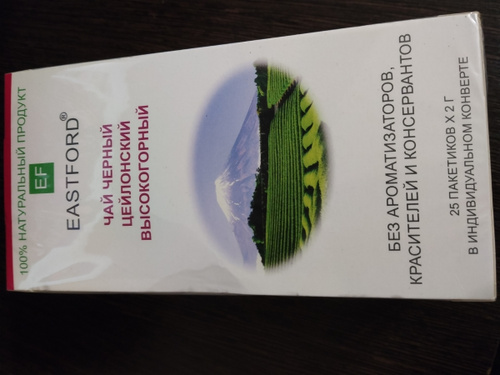 100% НАТУРАЛЬНЫЙ ПРОДУКТ
EF
EASTFORD®
ЧАЙ ЧЕРНЫЙ
ЦЕЙЛОНСКИЙ
ВЫСОКОГОРНЫЙ
БЕЗ АРОМАТИЗАТОРОВ,
КРАСИТЕЛЕЙ И КОНСЕРВАНТОВ
25 ПАКЕТИКОВ Х 2 Г
В ИНДИВИДУАЛЬНОМ КОНВЕРТЕ